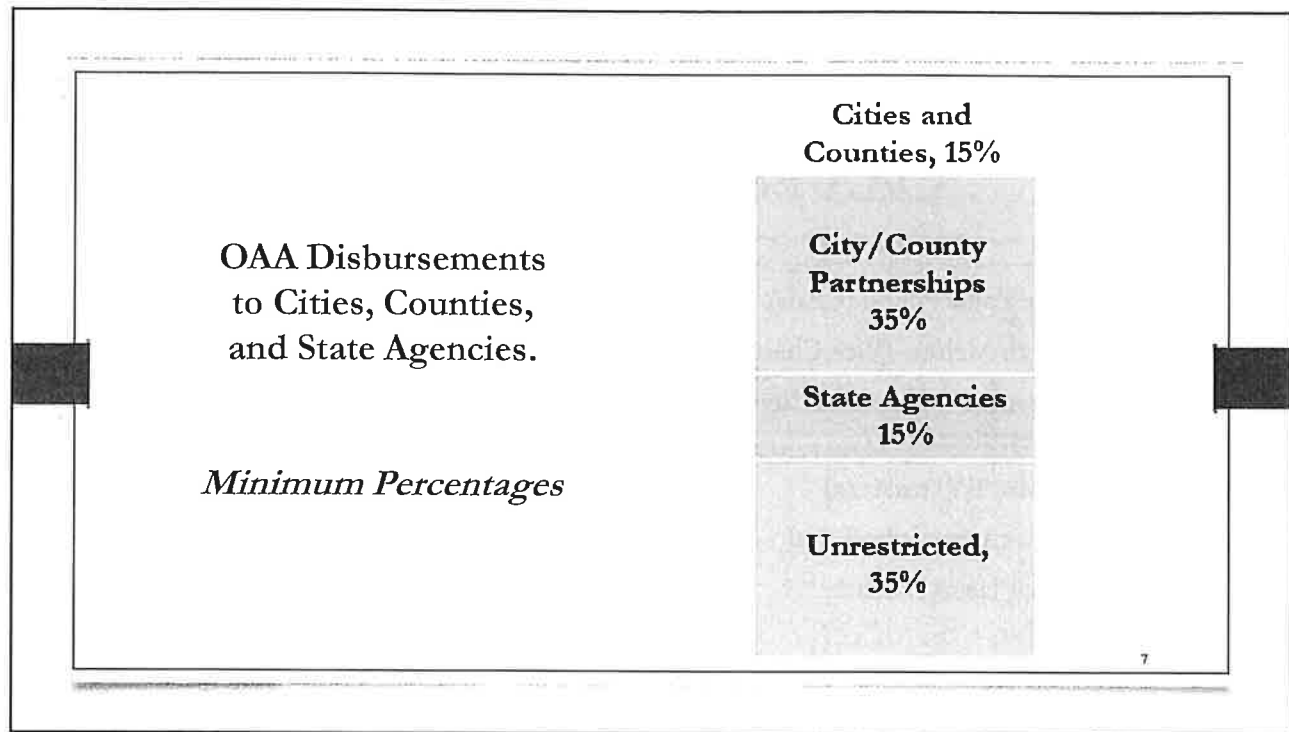 OAA Disbursements
to Cities, Counties,
and State Agencies.
Minimum Percentages
Cities and
Counties, 15%
City/County
Partnerships
35%
State Agencies
15%
Unrestricted,
35%
7